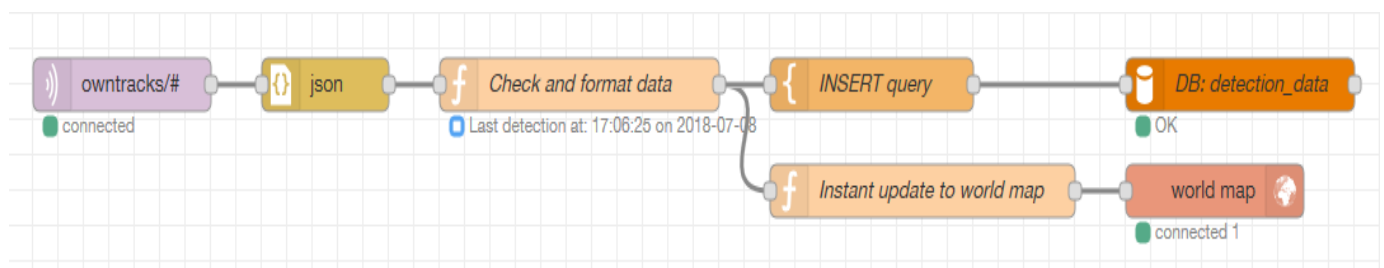 owntracks/#
json
Check and format data
INSERT query
DB: detection_data
connected
Last detection at: 17:06:25 on 2018-07-08
OK
Instant update to world map
world map
connected 1